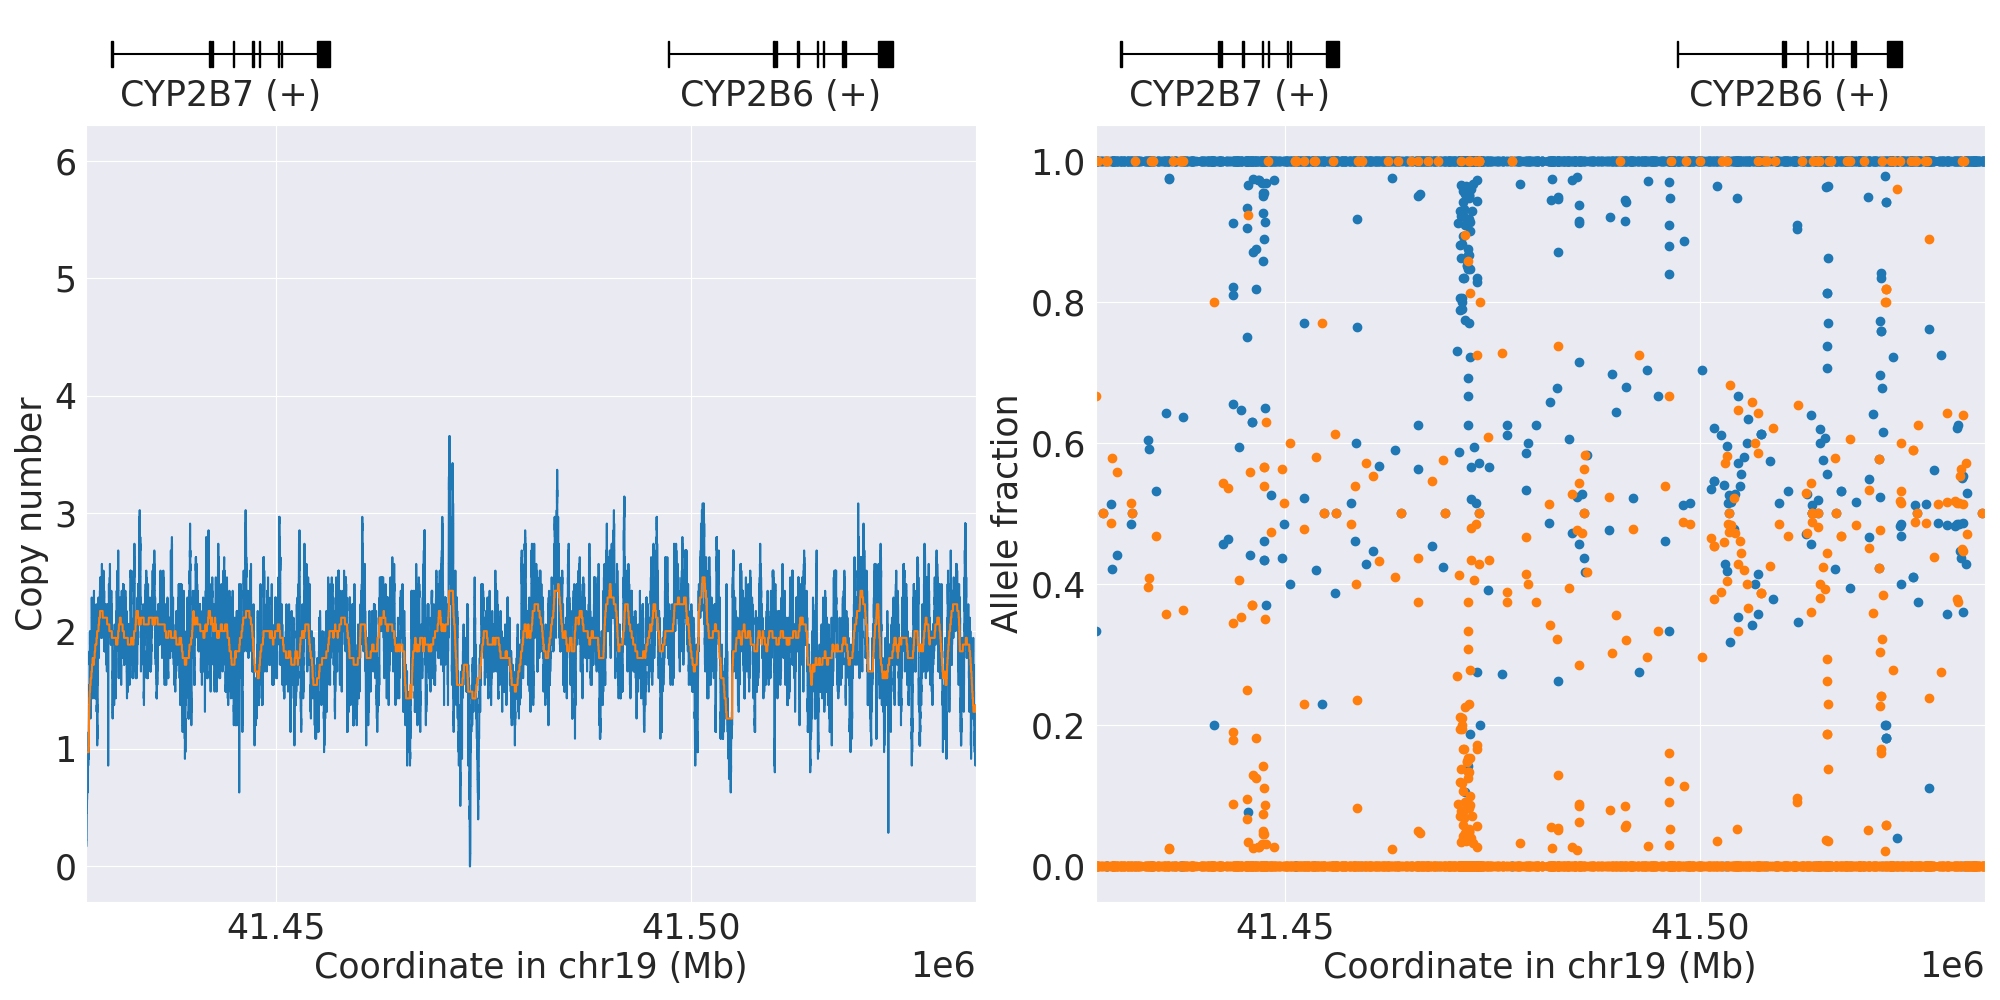 CYP2B7 (+)
CYP2B6 (+)
CYP2B7 (+)
CYP2B6 (+)
Copy number
6
5
4
3
2
1
0
41.45
41.50
Coordinate in chr19 (Mb)
1e6
Allele fraction
1.0
0.8
0.6
0.4
0.2
0.0
41.45
41.50
Coordinate in chr19 (Mb)
1e6